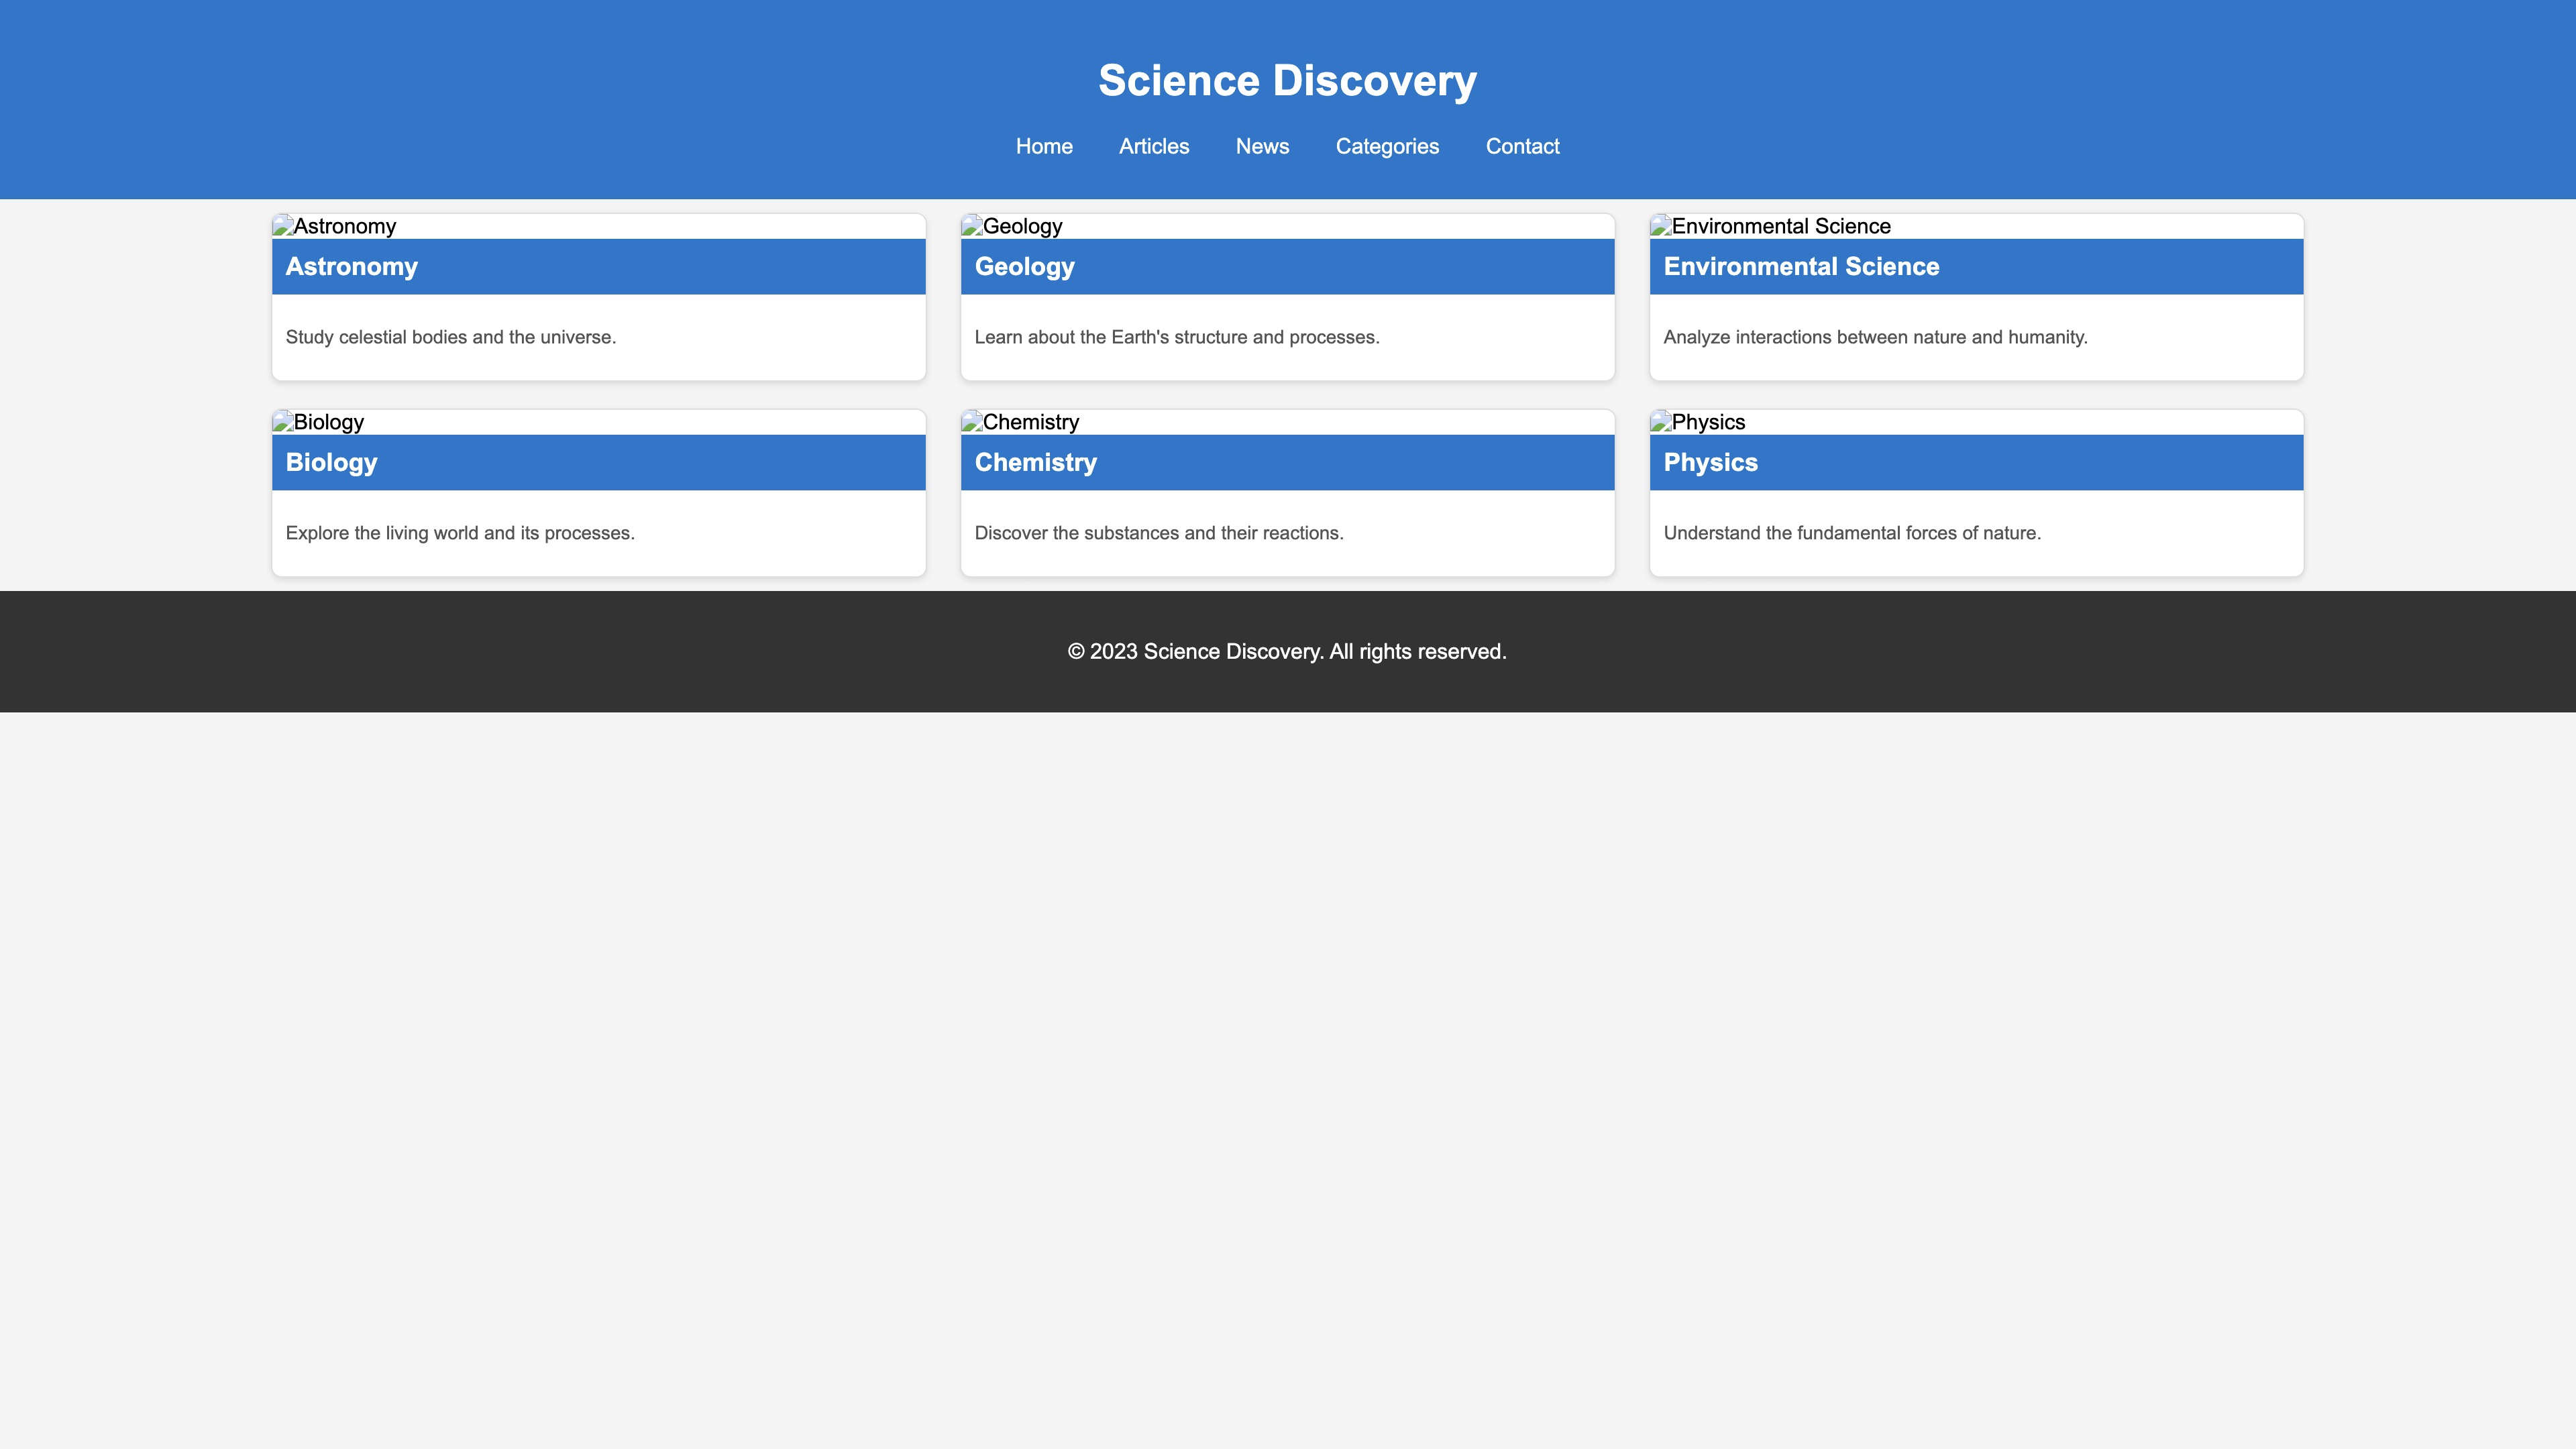 Science Discovery
Home Articles News Categories Contact
Astronomy
Astronomy
Study celestial bodies and the universe.
Geology
Geology
Learn about the Earth's structure and processes.
Environmental Science
Environmental Science
Analyze interactions between nature and humanity.
Biology
Biology
Explore the living world and its processes.
Chemistry
Chemistry
Discover the substances and their reactions.
Physics
Physics
Understand the fundamental forces of nature.
© 2023 Science Discovery. All rights reserved.